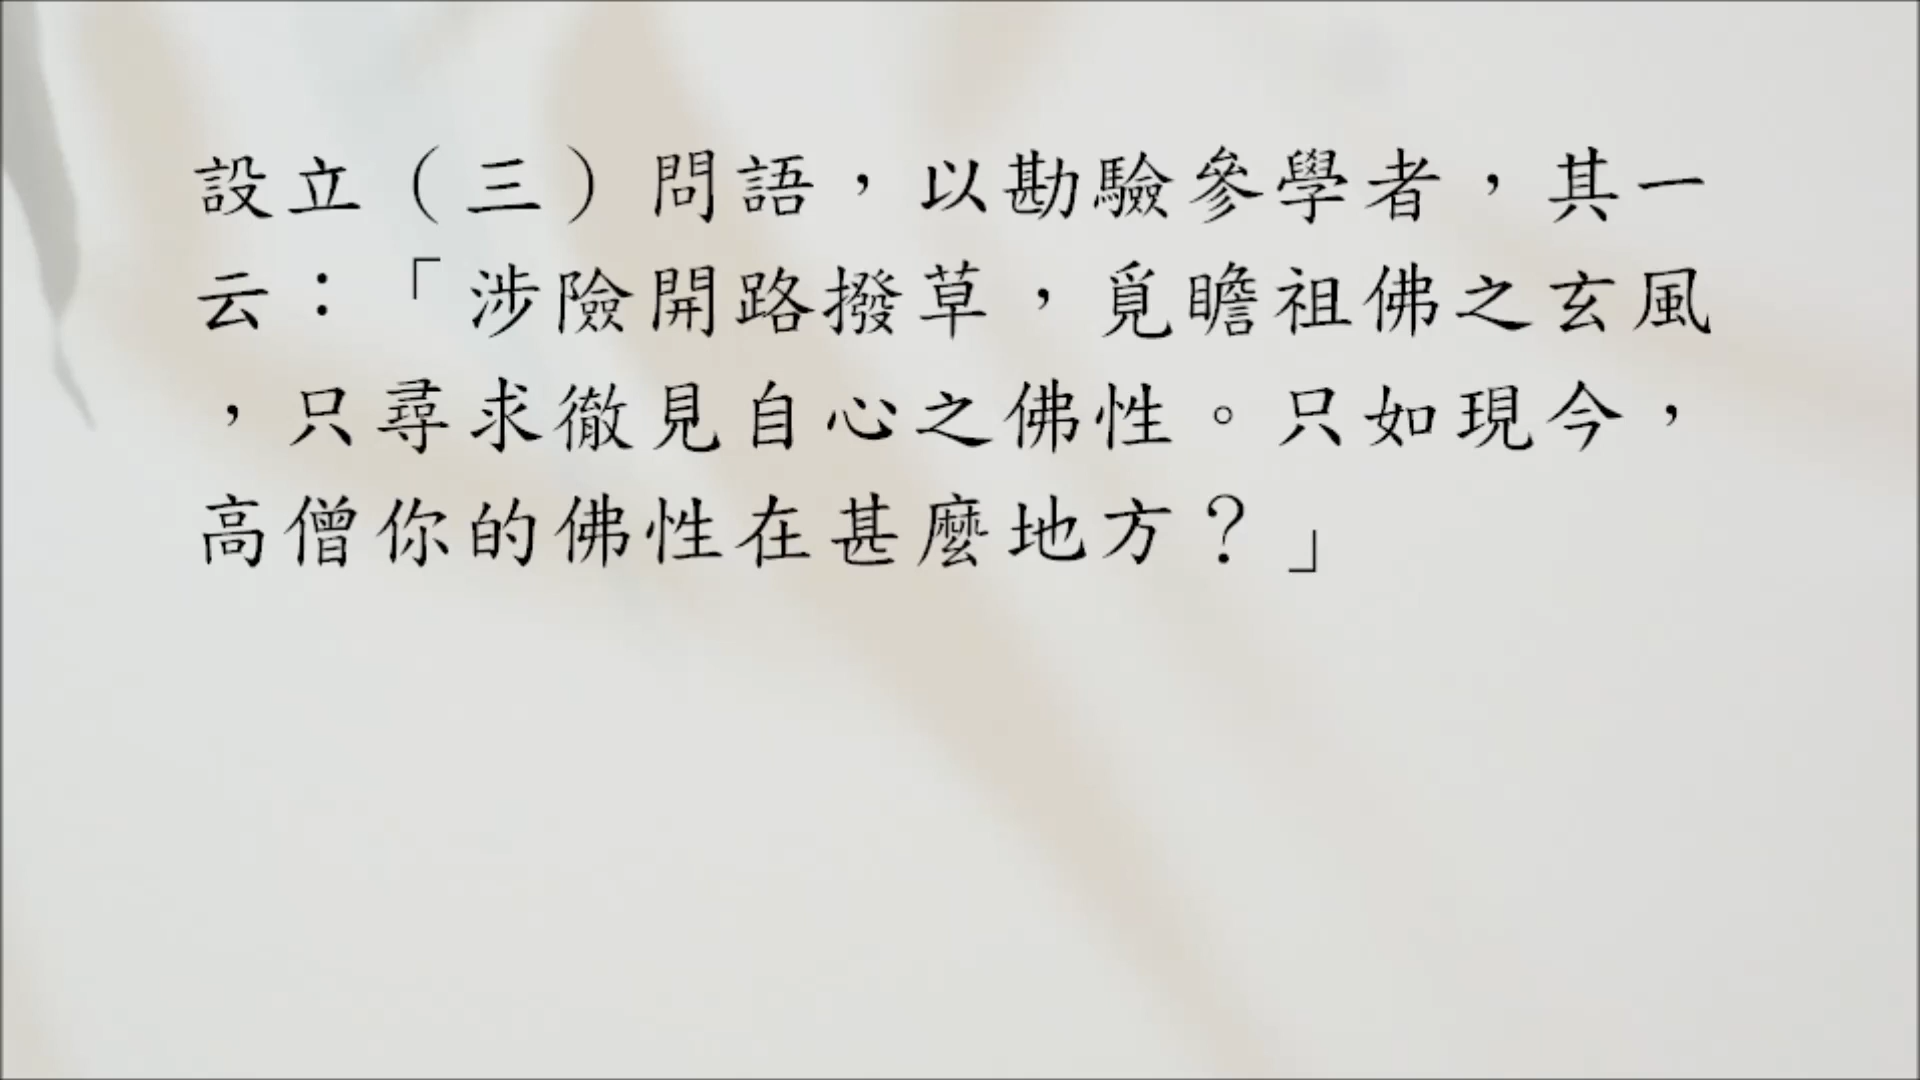 設立（三）問語，以勘驗參學者，其一
云：「涉險開路撥草，覓瞻祖佛之玄風
，只尋求徹見自心之佛性。只如現今，
高僧你的佛性在甚麼地方？」